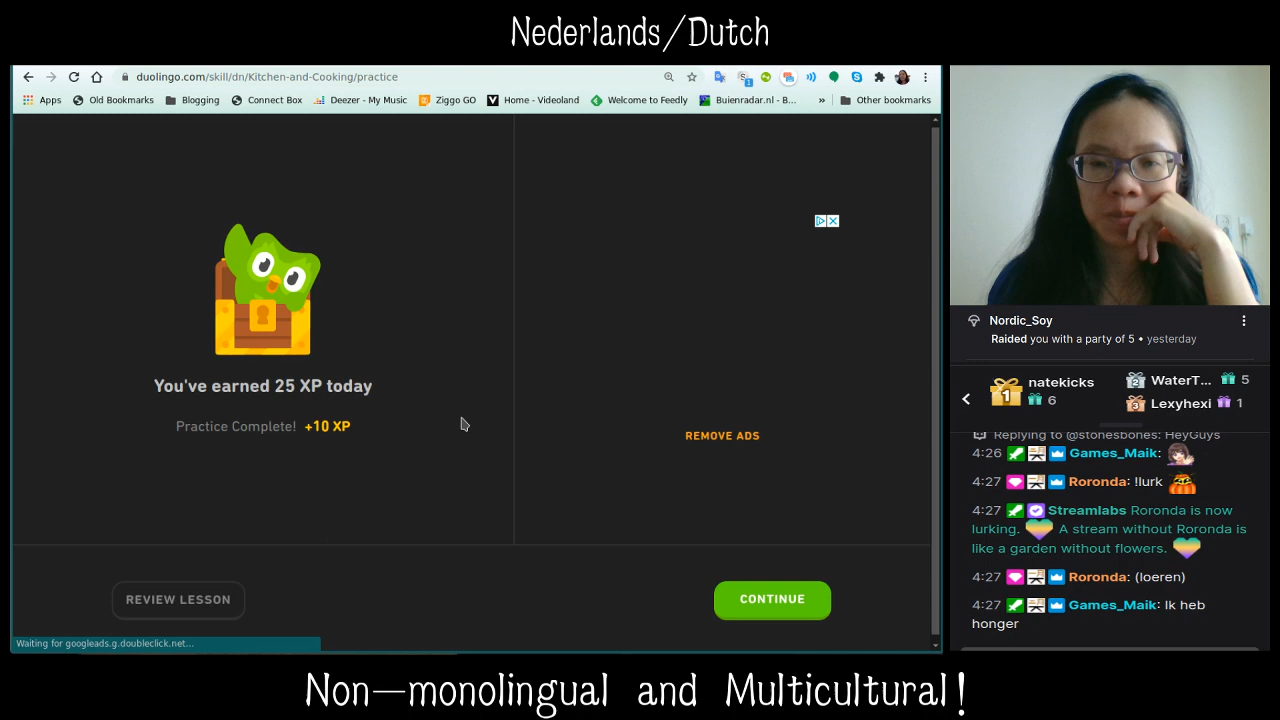 Nederlands/Dutch
duolingo.com/skill/dn/Kitchen-and-Cooking/practice
Apps Old Bookmarks Blogging Connect Box Deezer - My Music Ziggo GO Home - Videoland Welcome to Feedly Buienradar.nl - B... » Other bookmarks
You've earned 25 XP today
Practice Complete! +10 XP
REMOVE ADS
REVIEW LESSON
CONTINUE
Waiting for googleads.g.doubleclick.net...
Nordic_Soy
Raided you with a party of 5 • yesterday
1 natekicks
6
2 WaterT... 5
3 Lexyhexi 1
Replying to @stonesbones: HeyGuys
4:26 Games_Maik:
4:27 Roronda: !lurk
4:27 Streamlabs Roronda is now
lurking. A stream without Roronda is
like a garden without flowers.
4:27 Roronda: (loeren)
4:27 Games_Maik: Ik heb
honger
Non-monolingual and Multicultural!